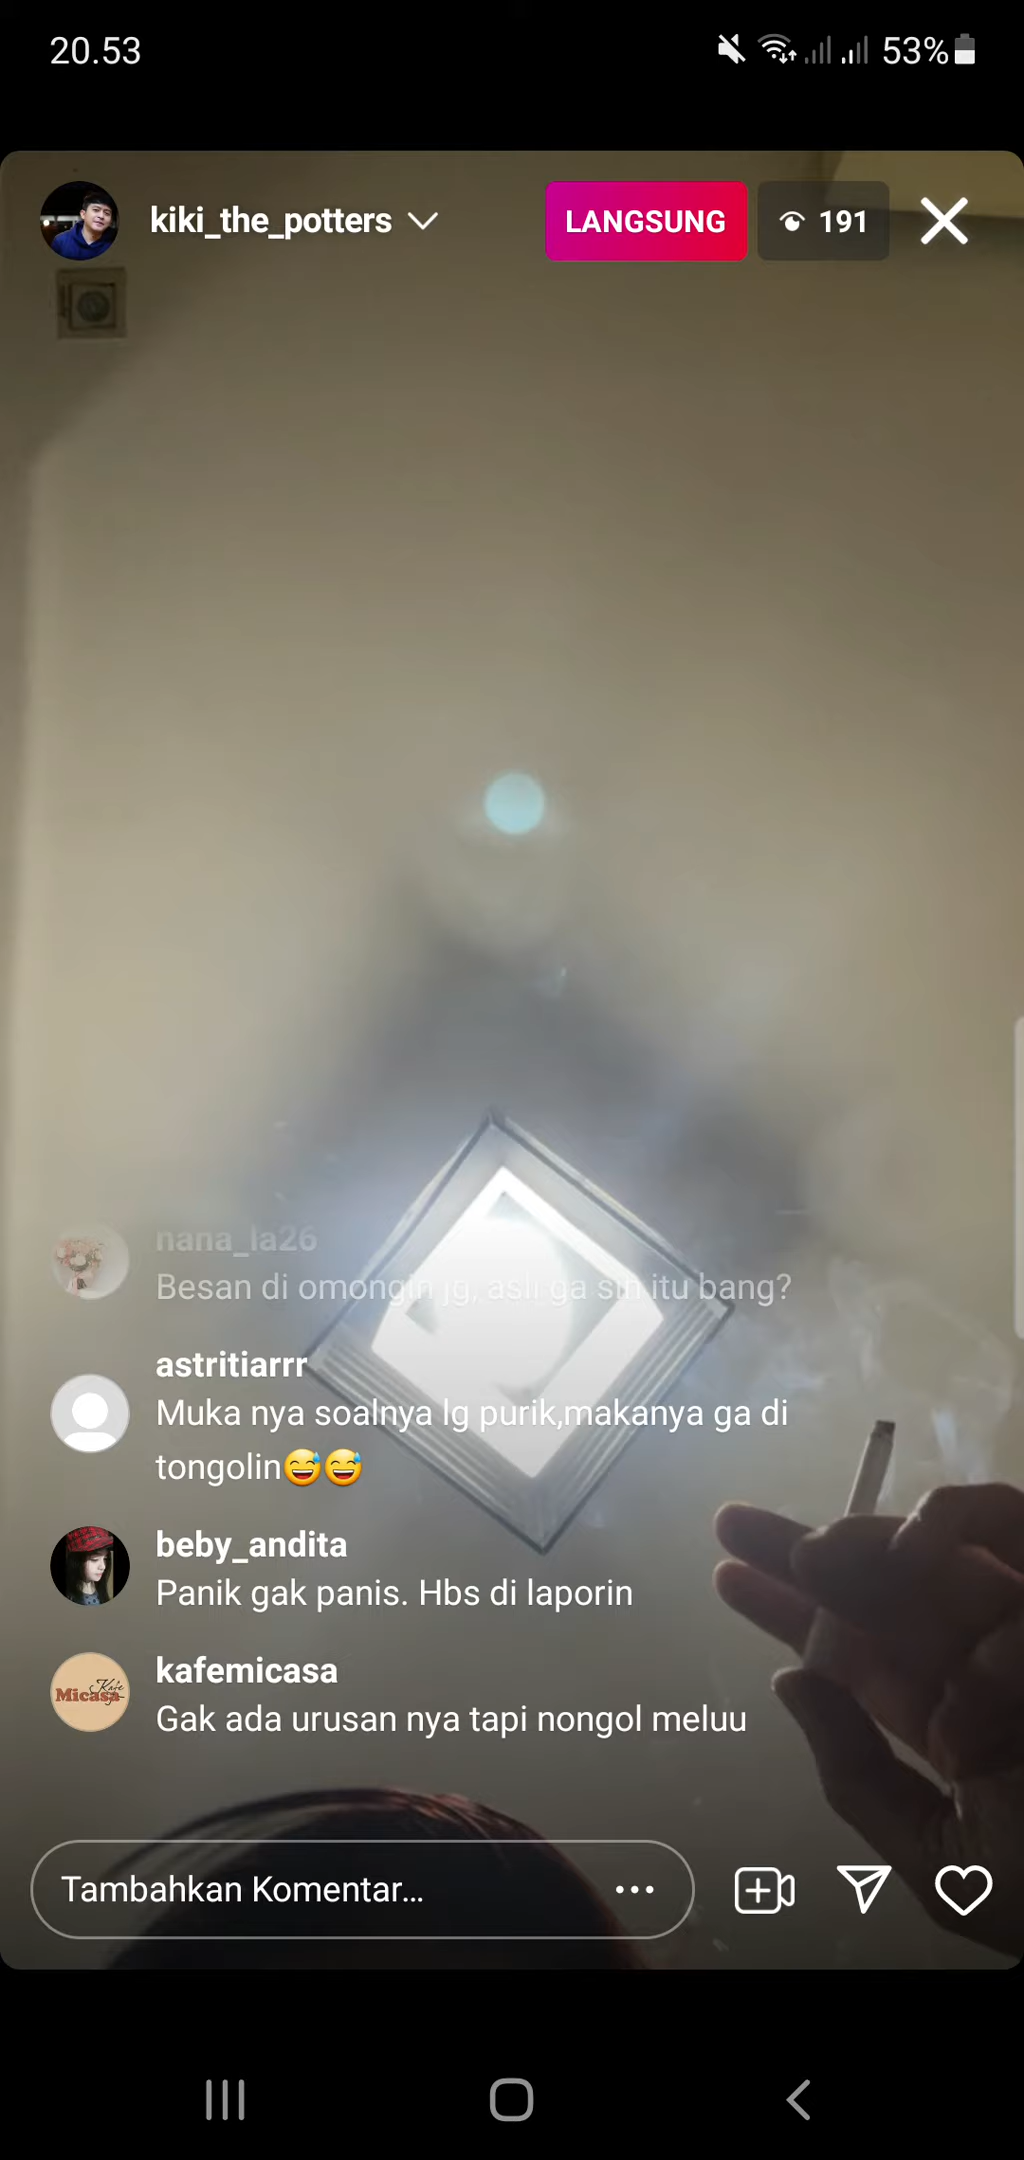 20.53
53%
kiki_the_potters
LANGSUNG
191
nana_la26
Besan di omongin jg, asli ga sih itu bang?
astritiarrr
Muka nya soalnya lg purik,makanya ga di
tongolin😅😅
beby_andita
Panik gak panis. Hbs di laporin
Kafe
Micasa
kafemicasa
Gak ada urusan nya tapi nongol meluu
Tambahkan Komentar...